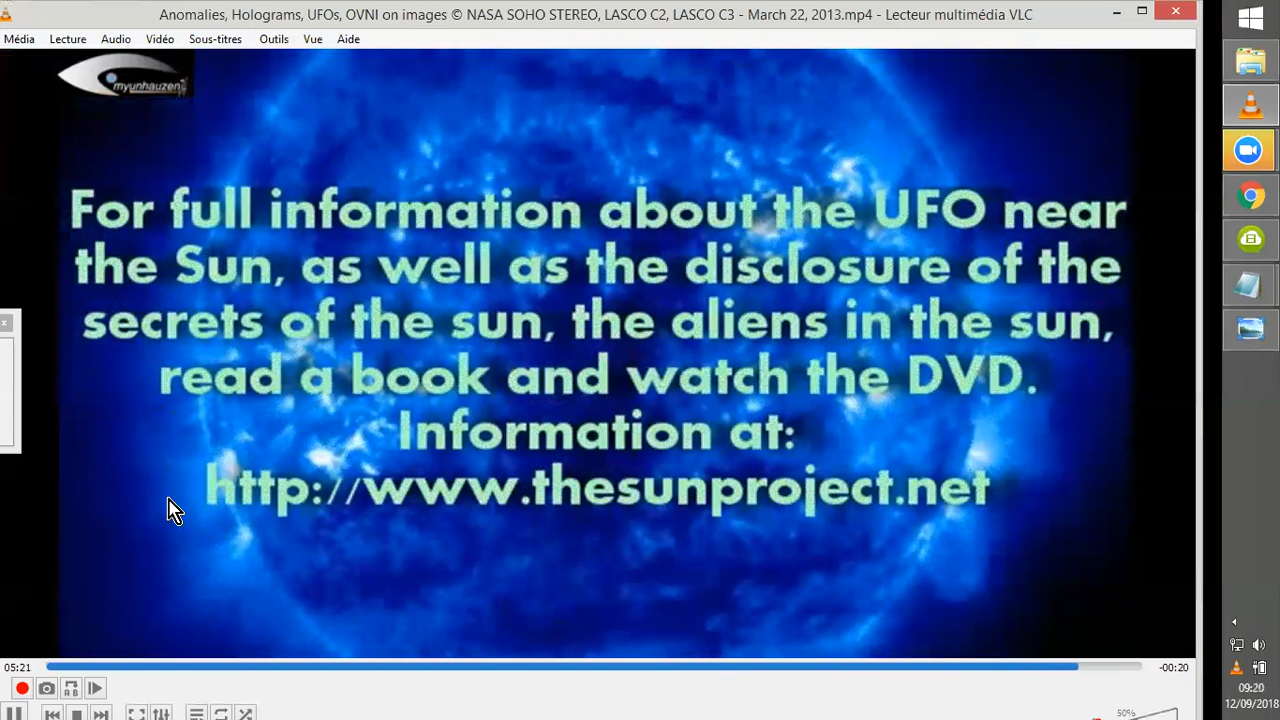 Anomalies, Holograms, UFOs, OVNI on images © NASA SOHO STEREO, LASCO C2, LASCO C3 - March 22, 2013.mp4 - Lecteur multimédia VLC
Média Lecture Audio Vidéo Sous-titres Outils Vue Aide
myunhauzen
For full information about the UFO near
the Sun, as well as the disclosure of the
secrets of the sun, the aliens in the sun,
read a book and watch the DVD.
Information at:
http://www.thesunproject.net
05:21 -00:20
50%
09:20
12/09/2018